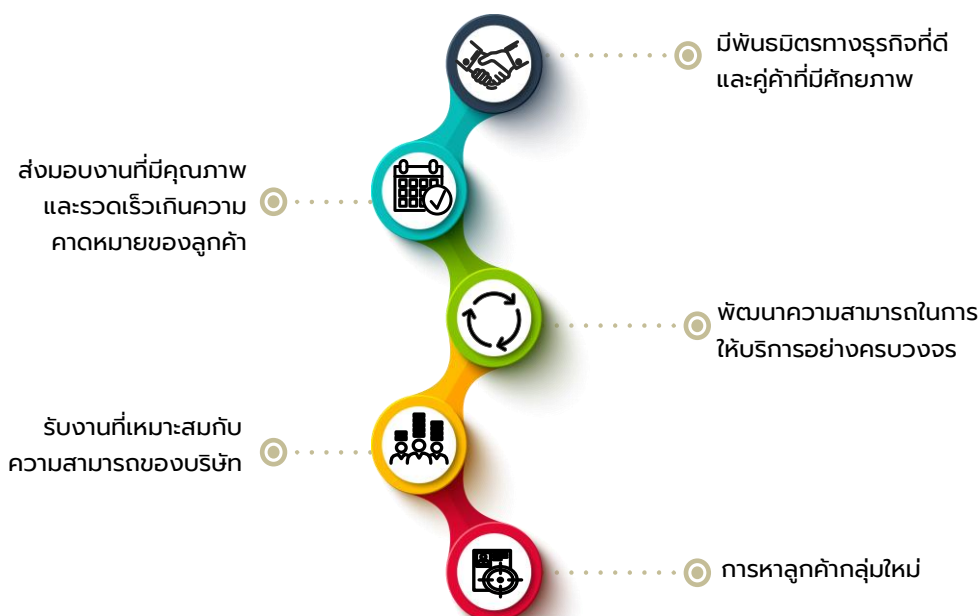 มีพันธมิตรทางธุรกิจที่ดี
และคู่ค้าที่มีศักยภาพ
ส่งมอบงานที่มีคุณภาพ
และรวดเร็วเกินความ
คาดหมายของลูกค้า
พัฒนาความสามารถในการ
ให้บริการอย่างครบวงจร
รับงานที่เหมาะสมกับ
ความสามารถของบริษัท
การหาลูกค้ากลุ่มใหม่